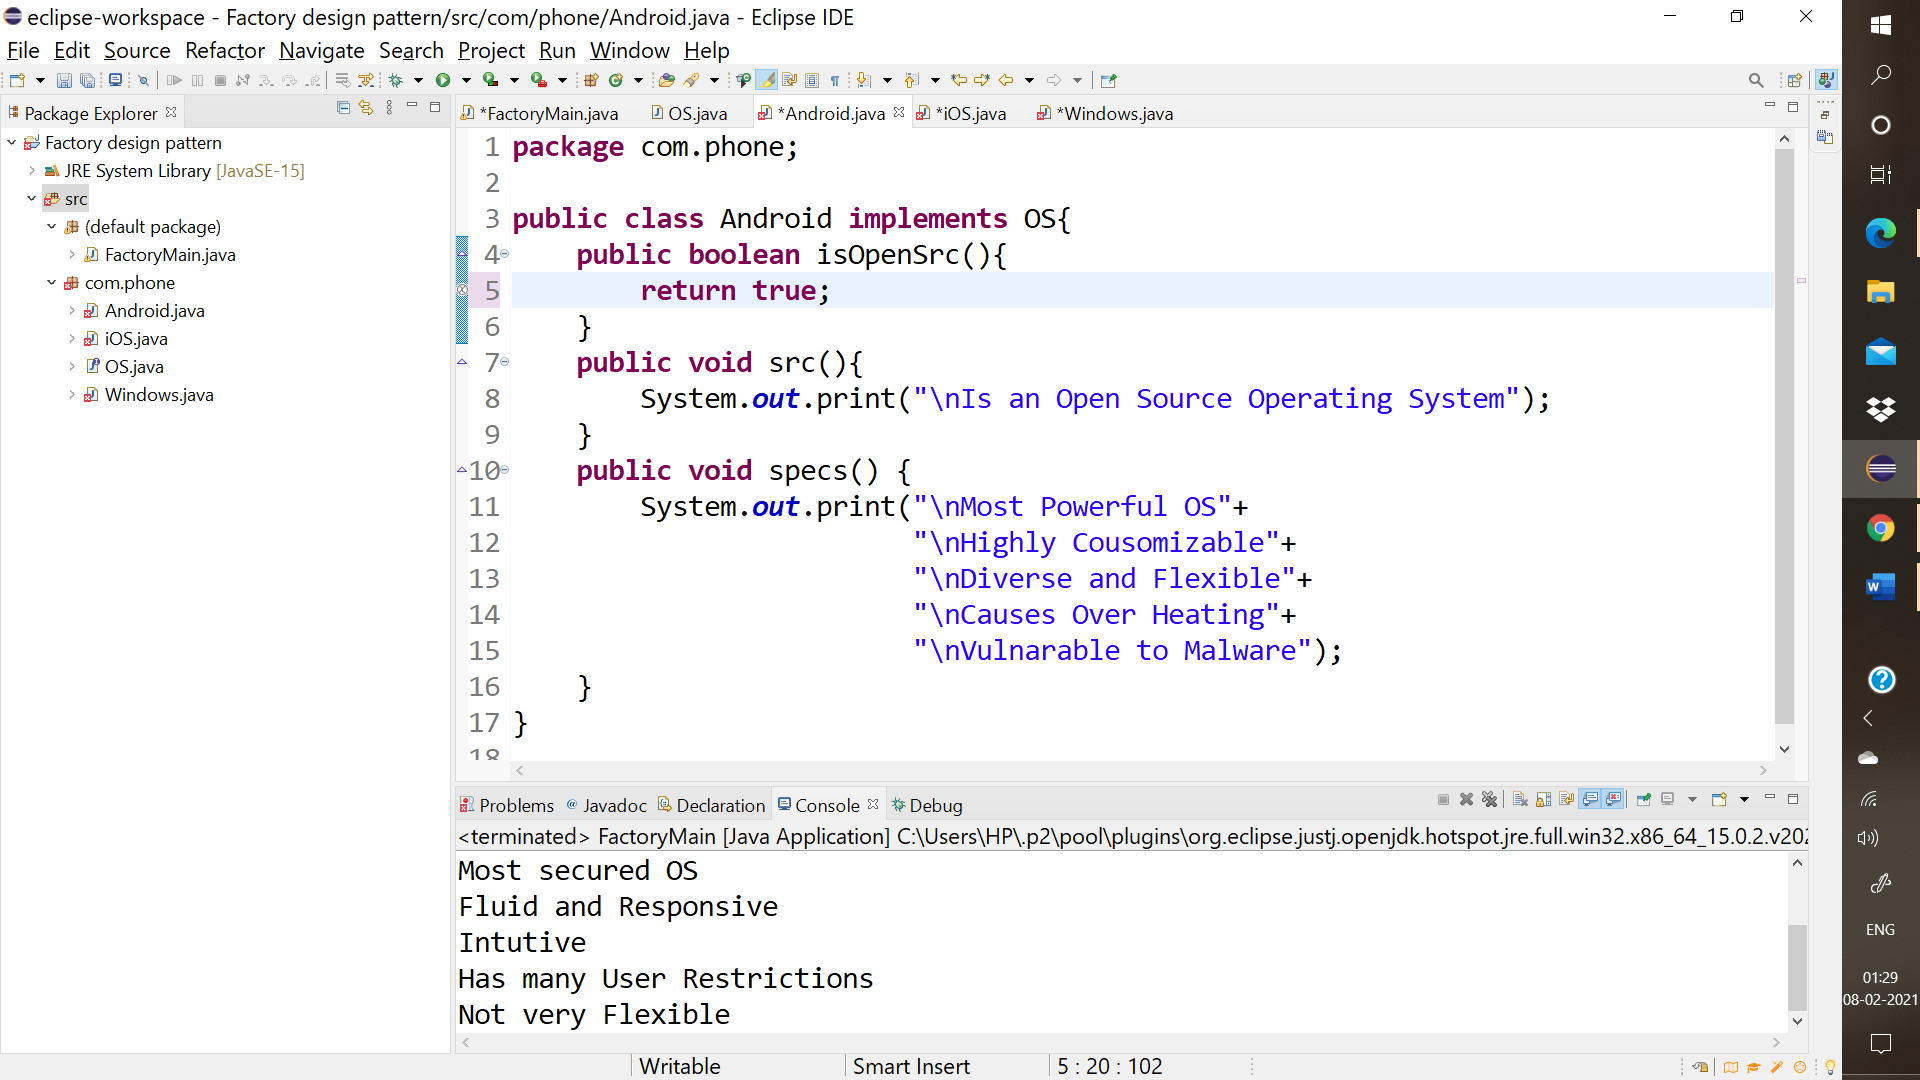 eclipse-workspace - Factory design pattern/src/com/phone/Android.java - Eclipse IDE
File Edit Source Refactor Navigate Search Project Run Window Help
Package Explorer
Factory design pattern
JRE System Library [JavaSE-15]
src
(default package)
FactoryMain.java
com.phone
Android.java
iOS.java
OS.java
Windows.java
*FactoryMain.java OS.java *Android.java *iOS.java *Windows.java
1 package com.phone;
2
3 public class Android implements OS{
4 public boolean isOpenSrc(){
5 return true;
6 }
7 public void src(){
8 System.out.print("\nIs an Open Source Operating System");
9 }
10 public void specs() {
11 System.out.print("\nMost Powerful OS"+
12 "\nHighly Cousomizable"+
13 "\nDiverse and Flexible"+
14 "\nCauses Over Heating"+
15 "\nVulnarable to Malware");
16 }
17 }
18
Problems @ Javadoc Declaration Console Debug
<terminated> FactoryMain [Java Application] C:\Users\HP\.p2\pool\plugins\org.eclipse.justj.openjdk.hotspot.jre.full.win32.x86_64_15.0.2.v202
Most secured OS
Fluid and Responsive
Intutive
Has many User Restrictions
Not very Flexible
Writable Smart Insert 5 : 20 : 102
ENG
01:29
08-02-2021